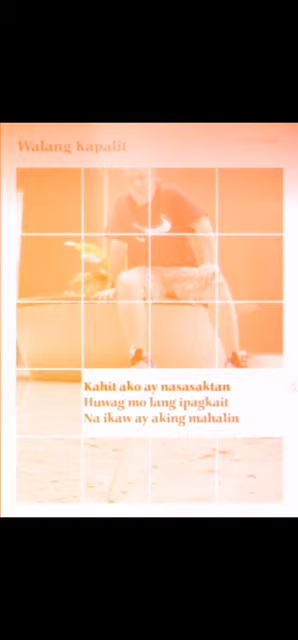 Walang Kapalit
Kahit ako ay nasasaktan
Huwag mo lang ipagkait
Na ikaw ay aking mahalin